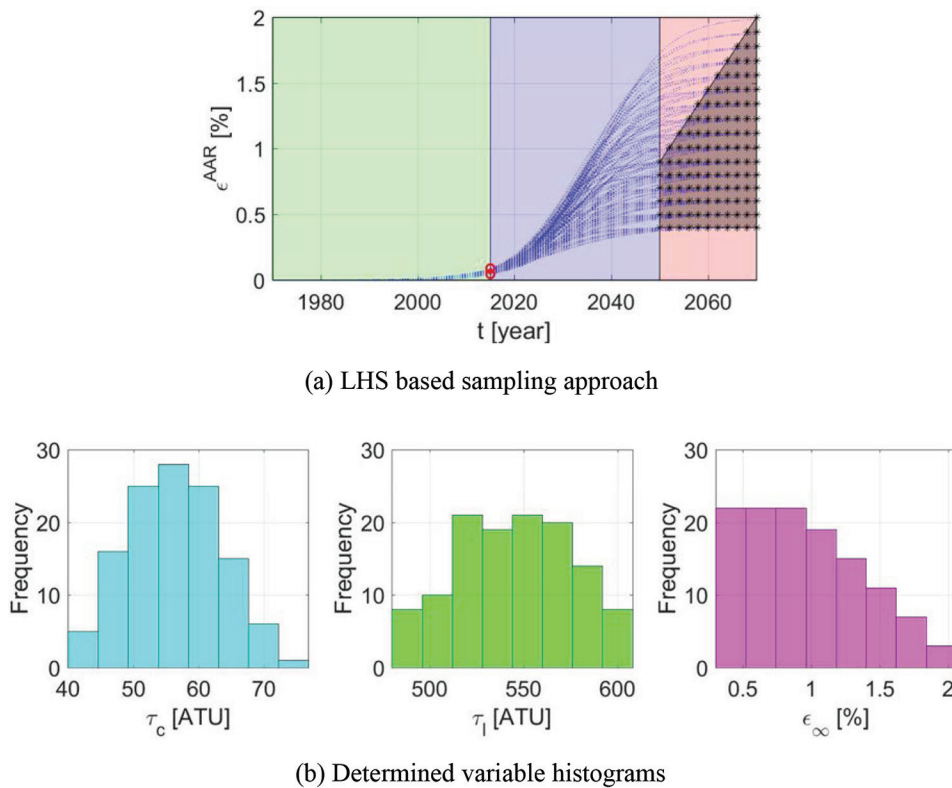 2
1.5
1
0.5
0
ϵ^AAR [%]
1980 2000 2020 2040 2060
t [year]
(a) LHS based sampling approach
30
20
10
0
Frequency
40 50 60 70
τ_c [ATU]
30
20
10
0
Frequency
500 550 600
τ_l [ATU]
30
20
10
0
Frequency
0.5 1 1.5 2
ϵ_∞ [%]
(b) Determined variable histograms